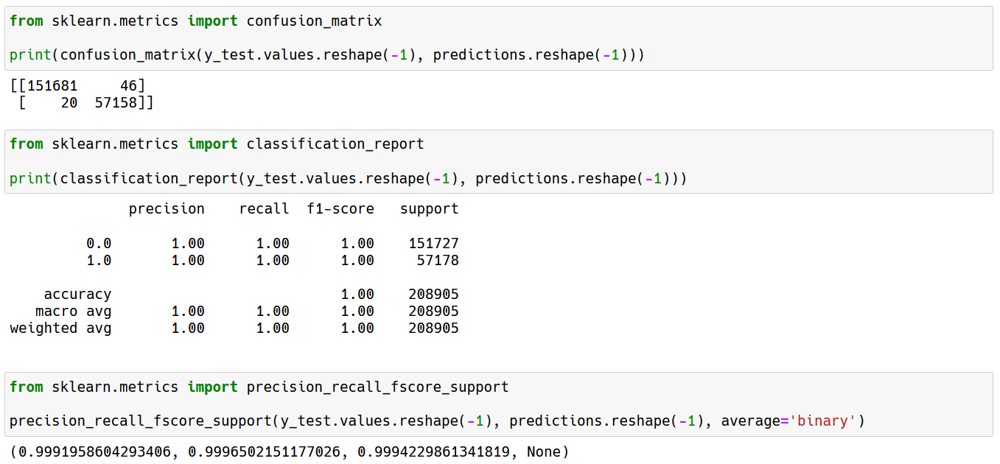 from sklearn.metrics import confusion_matrix
print(confusion_matrix(y_test.values.reshape(-1), predictions.reshape(-1)))
[[151681     46]
 [    20  57158]]
from sklearn.metrics import classification_report
print(classification_report(y_test.values.reshape(-1), predictions.reshape(-1)))
              precision    recall  f1-score   support
         0.0       1.00      1.00      1.00    151727
         1.0       1.00      1.00      1.00     57178
    accuracy                           1.00    208905
   macro avg       1.00      1.00      1.00    208905
weighted avg       1.00      1.00      1.00    208905
from sklearn.metrics import precision_recall_fscore_support
precision_recall_fscore_support(y_test.values.reshape(-1), predictions.reshape(-1), average='binary')
(0.9991958604293406, 0.9996502151177026, 0.9994229861341819, None)